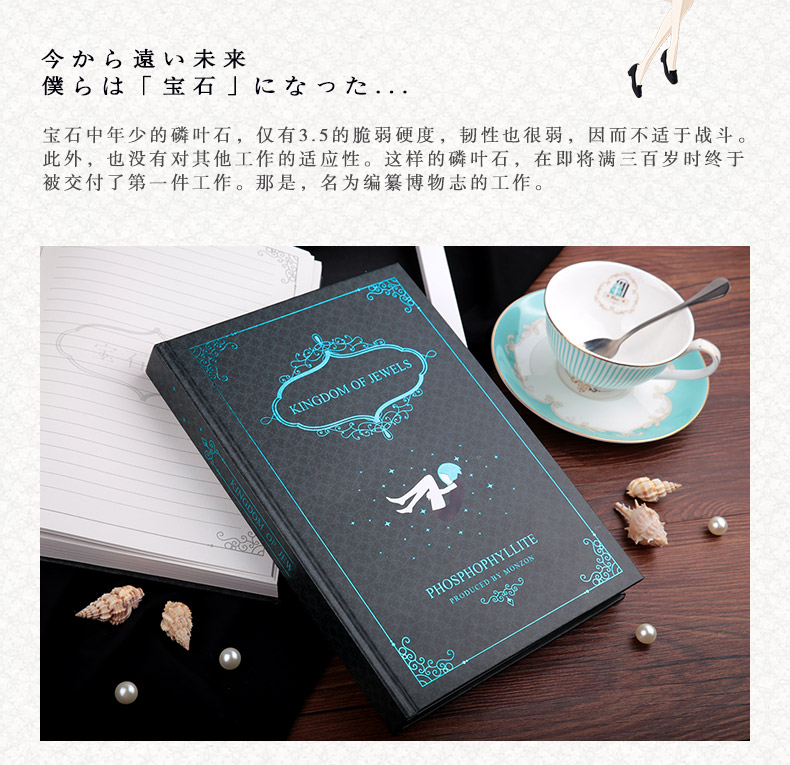 今から遠い未来
僕らは「宝石」になった...
宝石中年少的磷叶石，仅有3.5的脆弱硬度，韧性也很弱，因而不适于战斗。
此外，也没有对其他工作的适应性。这样的磷叶石，在即将满三百岁时终于
被交付了第一件工作。那是，名为编纂博物志的工作。
KINGDOM OF JEWELS
PHOSPHOPHYLLITE
PRODUCED BY MONZON
KINGDOM OF JEW